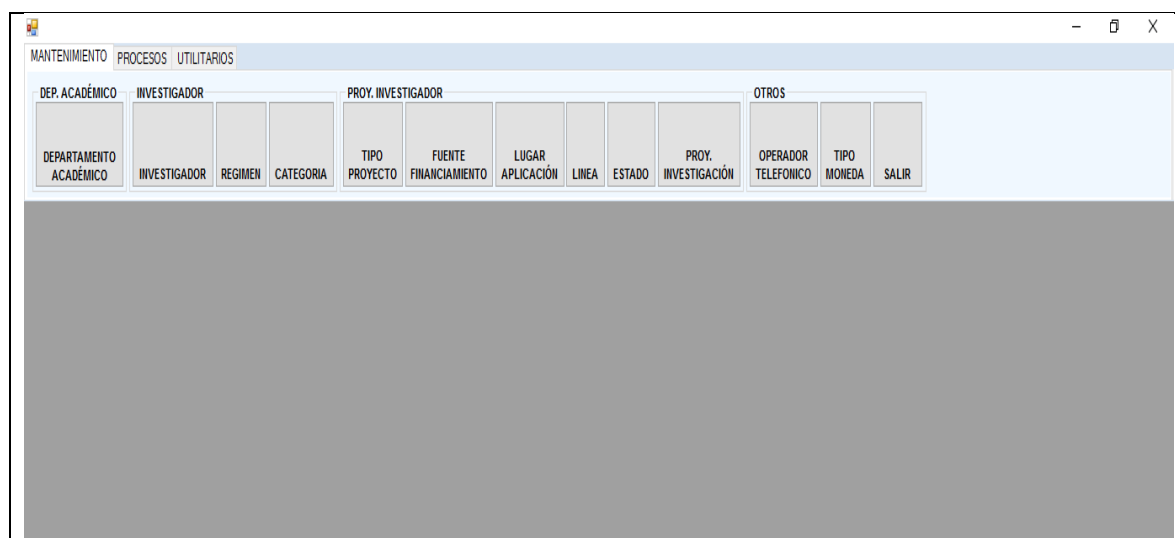 MANTENIMIENTO PROCESOS UTILITARIOS
DEP. ACADÉMICO INVESTIGADOR PROY. INVESTIGADOR OTROS
DEPARTAMENTO
ACADÉMICO
INVESTIGADOR
REGIMEN
CATEGORIA
TIPO
PROYECTO
FUENTE
FINANCIAMIENTO
LUGAR
APLICACIÓN
LINEA
ESTADO
PROY.
INVESTIGACIÓN
OPERADOR
TELEFONICO
TIPO
MONEDA
SALIR